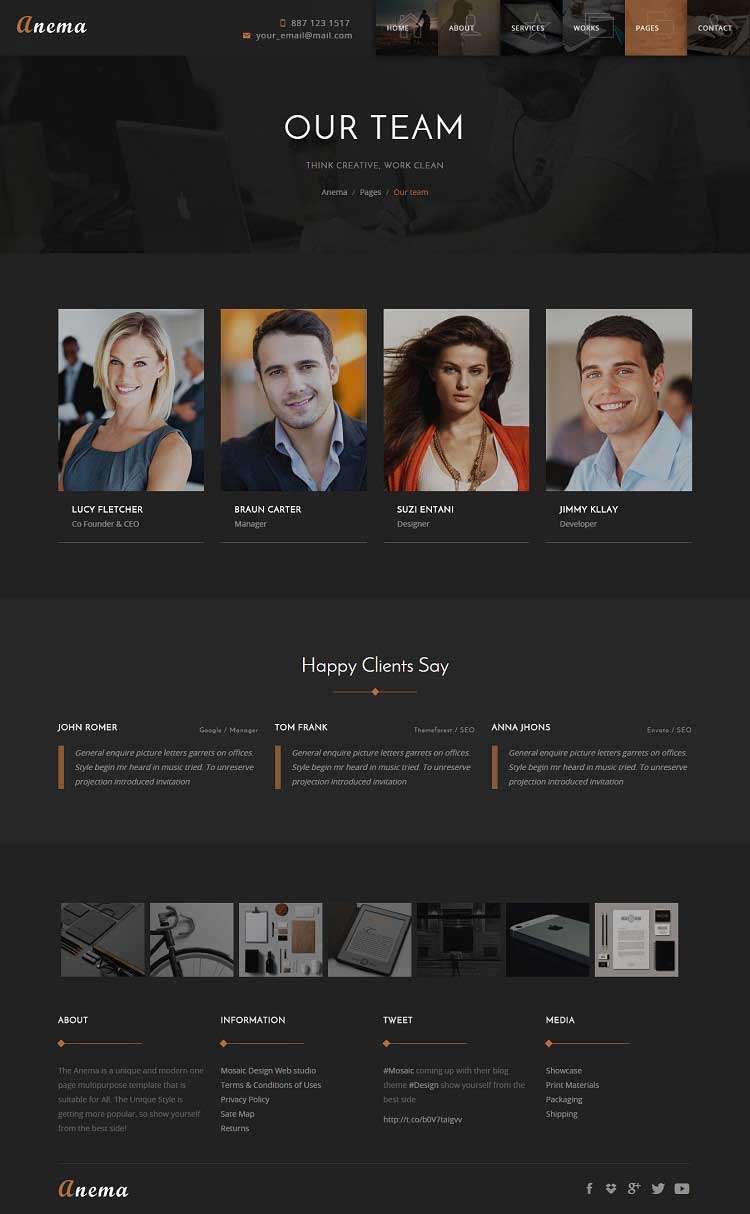 Anema
887 123 1517
your_email@mail.com
HOME
ABOUT
SERVICES
WORKS
PAGES
CONTACT
OUR TEAM
THINK CREATIVE, WORK CLEAN
Anema / Pages / Our team
LUCY FLETCHER
Co Founder & CEO
BRAUN CARTER
Manager
SUZI ENTANI
Designer
JIMMY KLLAY
Developer
Happy Clients Say
JOHN ROMER
Google / Manager
General enquire picture letters garrets on offices.
Style begin mr heard in music tried. To unreserve
projection introduced invitation
TOM FRANK
Themeforest / SEO
General enquire picture letters garrets on offices.
Style begin mr heard in music tried. To unreserve
projection introduced invitation
ANNA JHONS
Envato / SEO
General enquire picture letters garrets on offices.
Style begin mr heard in music tried. To unreserve
projection introduced invitation
ABOUT
The Anema is a unique and modern one
page multipurpose template that is
suitable for All. The Unique Style is
getting more popular, so show yourself
from the best side!
INFORMATION
Mosaic Design Web studio
Terms & Conditions of Uses
Privacy Policy
Sate Map
Returns
TWEET
#Mosaic coming up with their blog
theme #Design show yourself from the
best side
http://t.co/b0V7taIgvv
MEDIA
Showcase
Print Materials
Packaging
Shipping
Anema